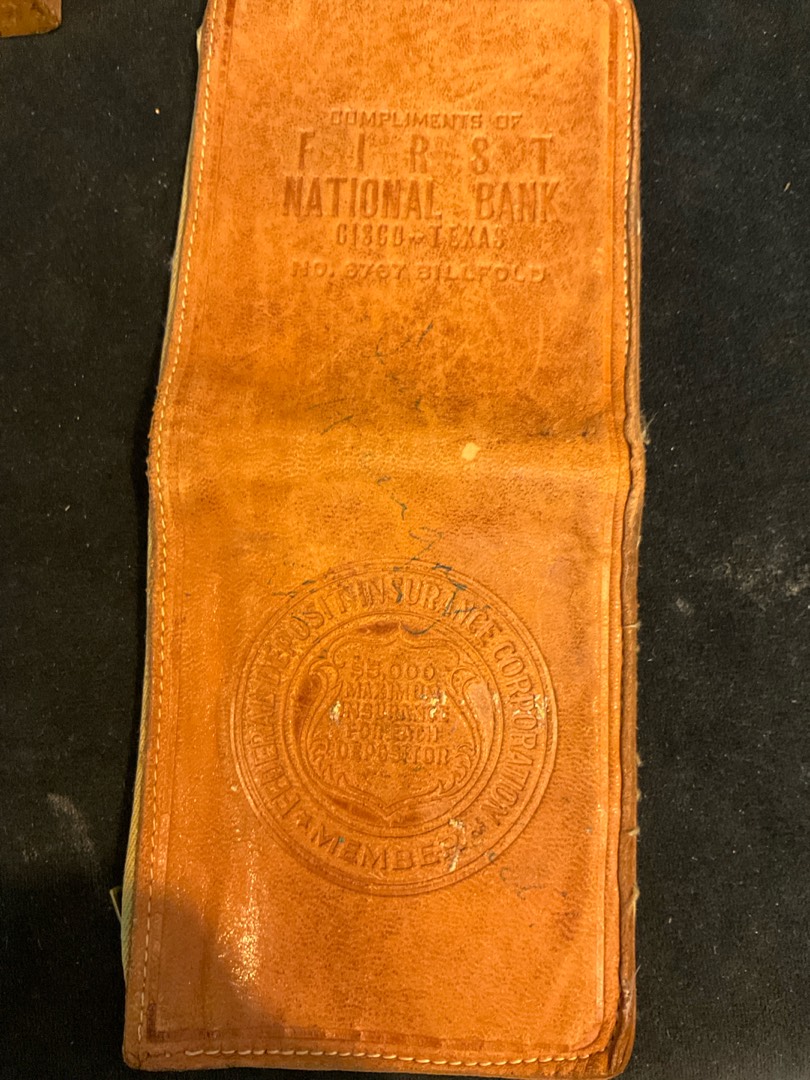 COMPLIMENTS OF
FIRST
NATIONAL BANK
CISCO - TEXAS
NO. 3767 BILLFOLD
FEDERAL DEPOSIT INSURANCE CORPORATION
$5,000
MAXIMUM
INSURANCE
FOR EACH
DEPOSITOR
MEMBER